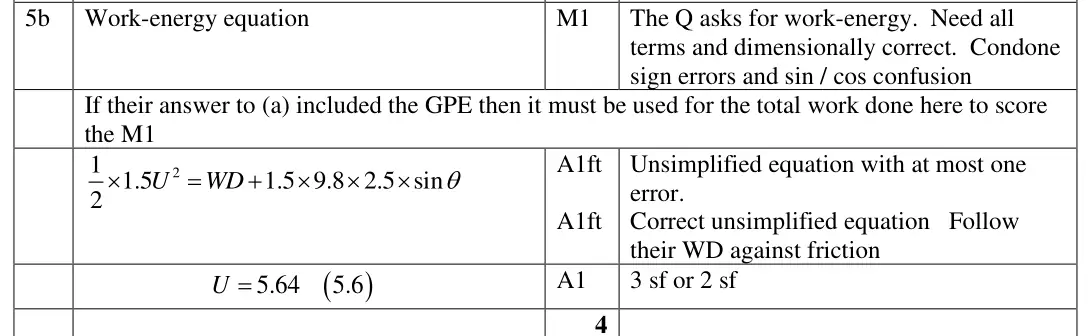 5b Work-energy equation M1 The Q asks for work-energy.  Need all
terms and dimensionally correct.  Condone
sign errors and sin / cos confusion
If their answer to (a) included the GPE then it must be used for the total work done here to score
the M1
1/2 ×1.5U² = WD+1.5×9.8×2.5×sinθ A1ft Unsimplified equation with at most one
error.
A1ft Correct unsimplified equation   Follow
their WD against friction
U = 5.64 (5.6) A1 3 sf or 2 sf
4